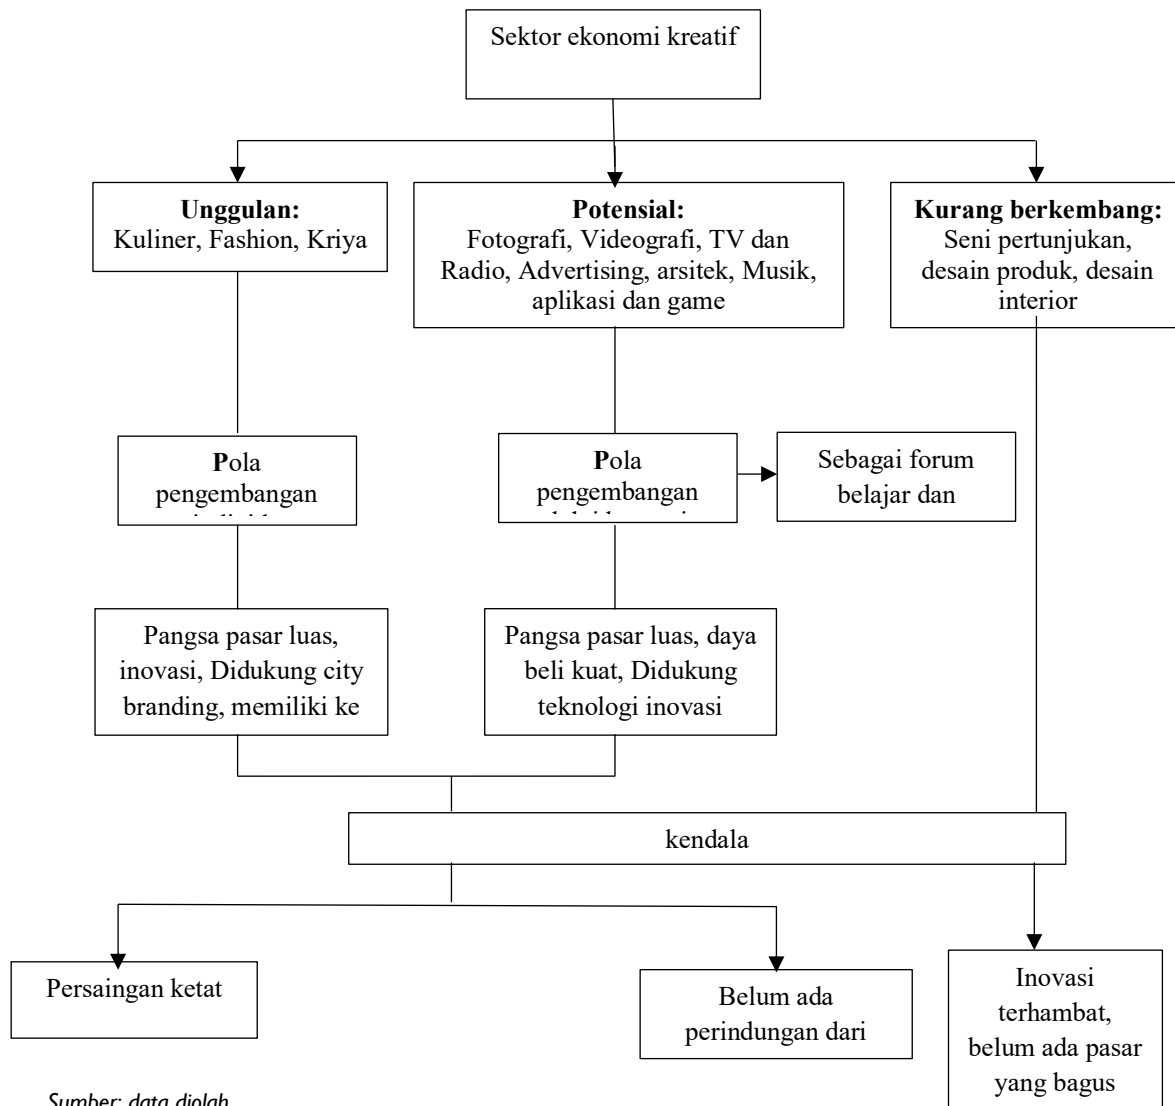 Sektor ekonomi kreatif
Unggulan:
Kuliner, Fashion, Kriya
Potensial:
Fotografi, Videografi, TV dan
Radio, Advertising, arsitek, Musik,
aplikasi dan game
Kurang berkembang:
Seni pertunjukan,
desain produk, desain
interior
Pola
pengembangan
Pola
pengembangan
Sebagai forum
belajar dan
Pangsa pasar luas,
inovasi, Didukung city
branding, memiliki ke
Pangsa pasar luas, daya
beli kuat, Didukung
teknologi inovasi
kendala
Persaingan ketat
Belum ada
perindungan dari
Inovasi
terhambat,
belum ada pasar
yang bagus
Sumber: data diolah